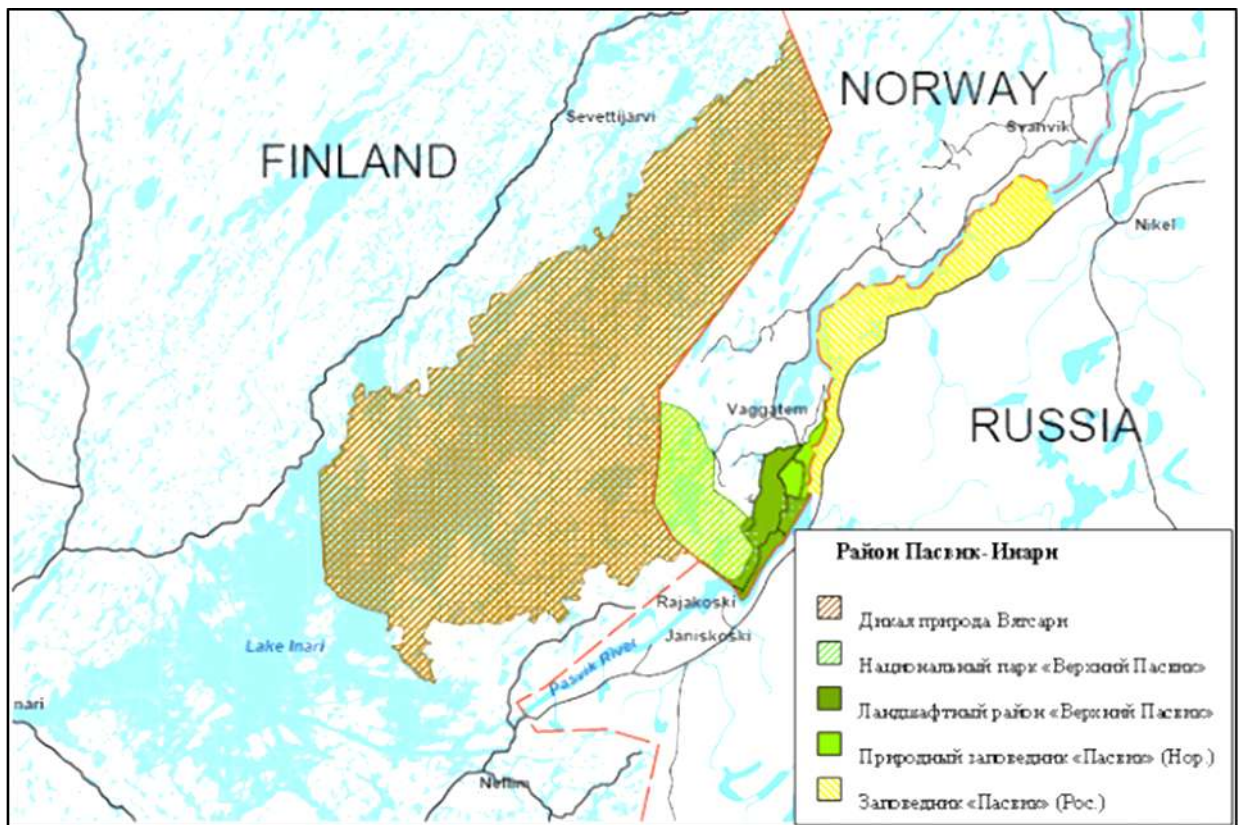 NORWAY
Sevettijarvi
Svanvik
FINLAND
Nikel
Vaggatem
RUSSIA
Район Пасвик-Инари
Rajakoski
Дикая природа Вятсари
Janiskoski
Lake Inari
Pasvik River
Национальный парк «Верхний Пасвик»
nari
Ландшафтный район «Верхний Пасвик»
Природный заповедник «Пасвик» (Нор.)
Nellim
Заповедник «Пасвик» (Рос.)